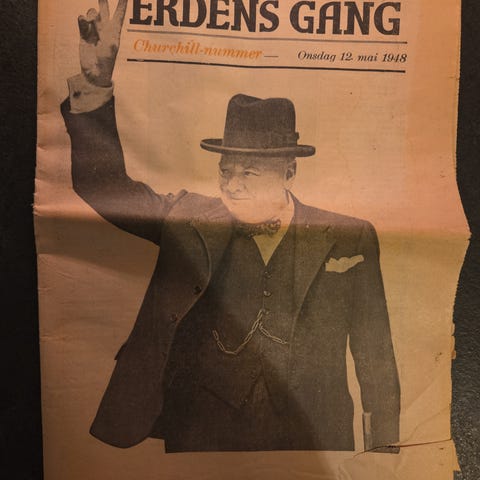 ERDENS GANG
Churchill-nummer — Onsdag 12. mai 1948